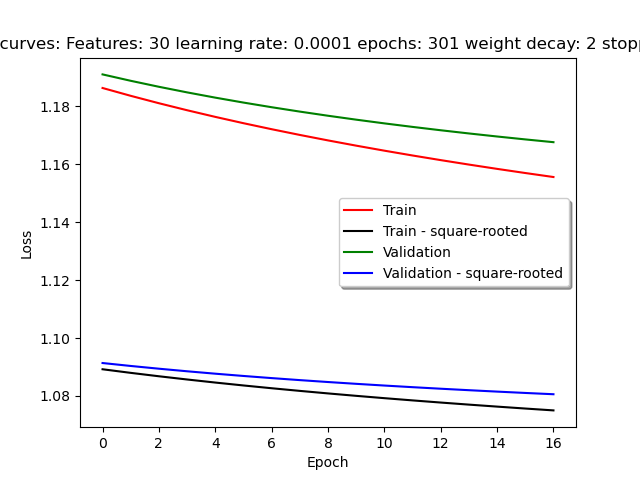 curves: Features: 30 learning rate: 0.0001 epochs: 301 weight decay: 2
1.18
1.16
1.14
1.12
1.10
1.08
Loss
Train
Train - square-rooted
Validation
Validation - square-rooted
0 2 4 6 8 10 12 14 16
Epoch